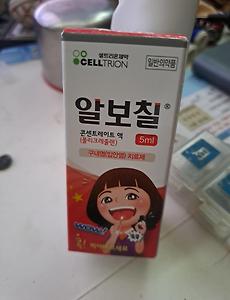 셀트리온제약
CELLTRION
일반의약품
알보칠®
콘센트레이트 액
(폴리크레줄렌)
5ml
구내염(입안염) 치료제